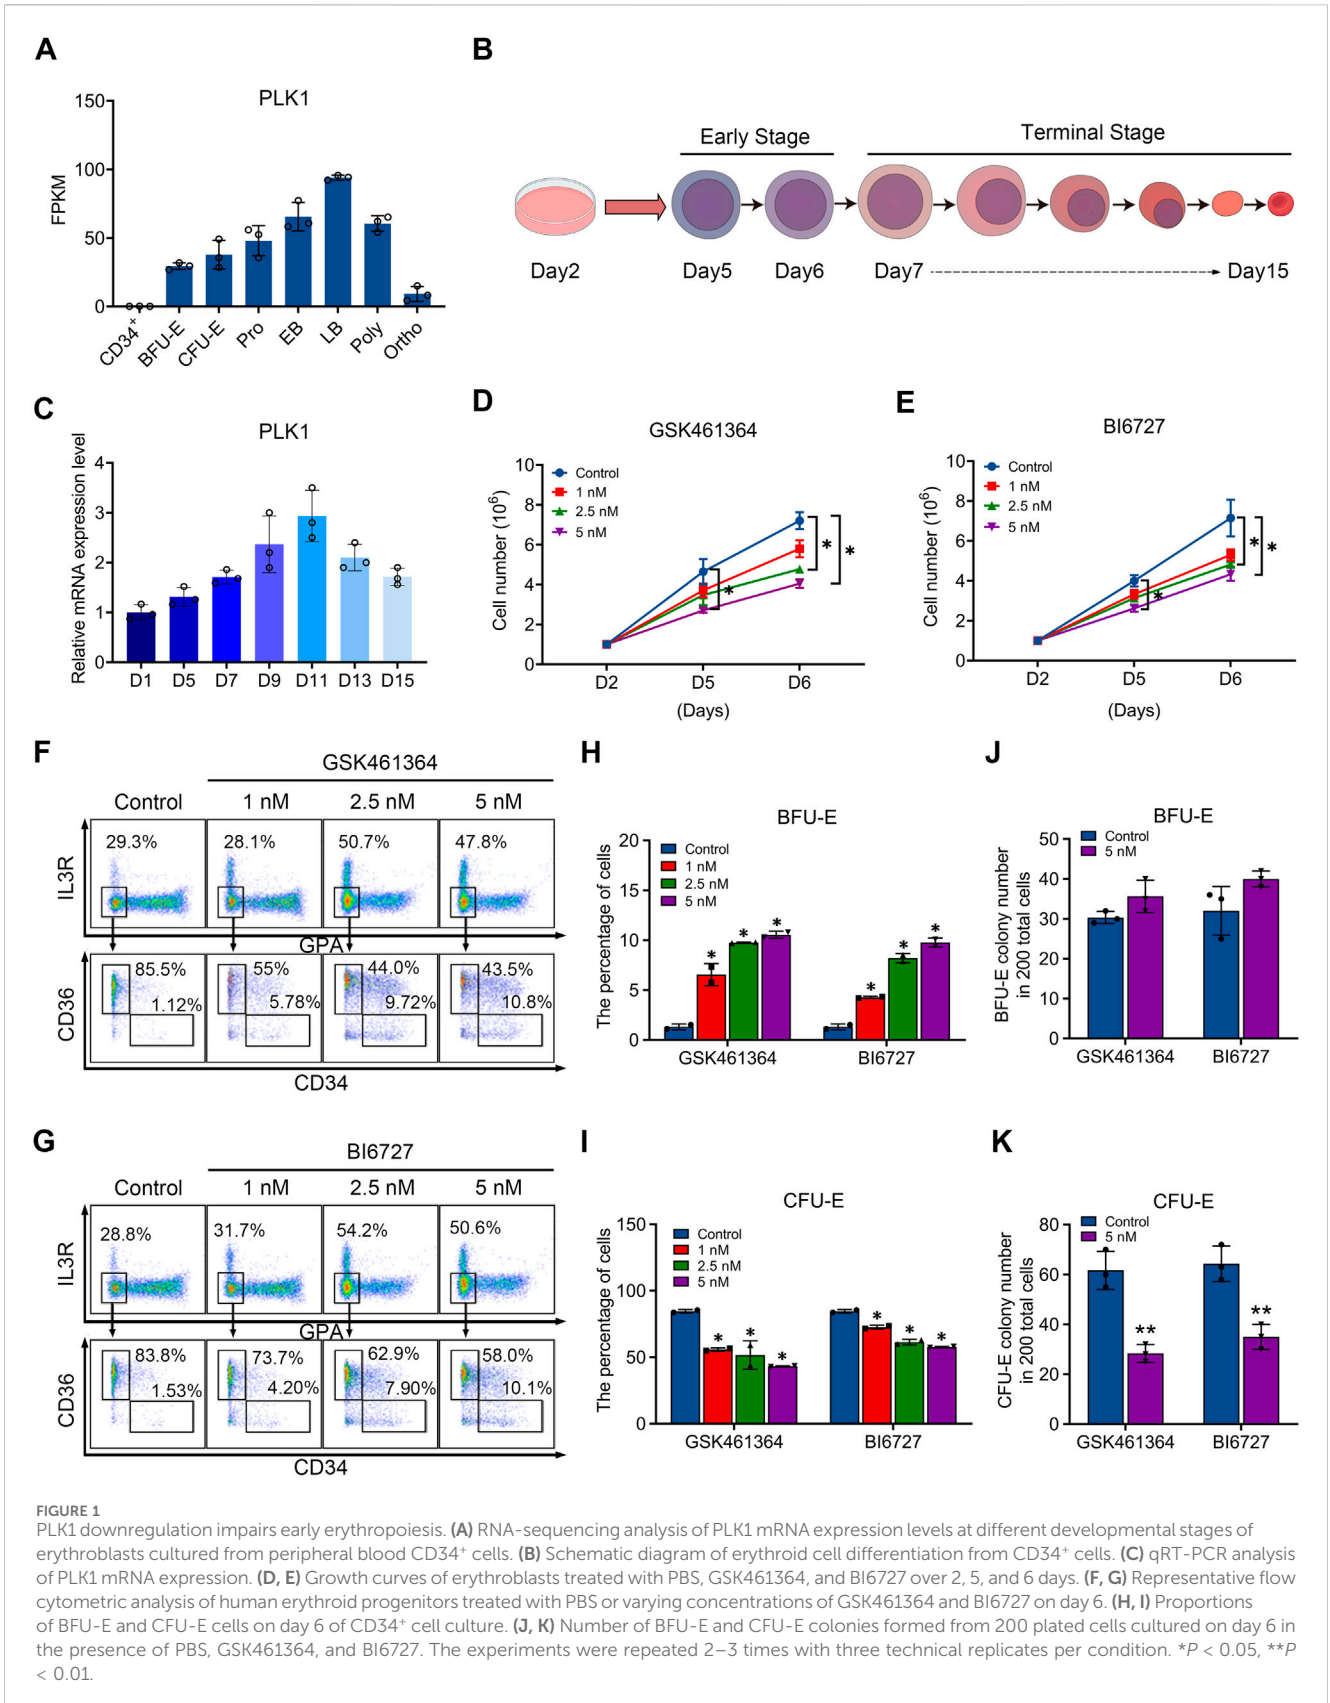 A
PLK1
FPKM
150
100
50
0
CD34+
BFU-E
CFU-E
Pro
EB
LB
Poly
Ortho
B
Early Stage
Terminal Stage
Day2
Day5
Day6
Day7
Day15
C
PLK1
Relative mRNA expression level
4
3
2
1
0
D1 D5 D7 D9 D11 D13 D15
D
GSK461364
Cell number (10^6)
10
8
6
4
2
0
Control
1 nM
2.5 nM
5 nM
* * *
D2 D5 D6
(Days)
E
BI6727
Cell number (10^6)
10
8
6
4
2
0
Control
1 nM
2.5 nM
5 nM
* * *
D2 D5 D6
(Days)
F
GSK461364
Control 1 nM 2.5 nM 5 nM
IL3R
29.3% 28.1% 50.7% 47.8%
GPA
CD36
85.5% 55% 44.0% 43.5%
1.12% 5.78% 9.72% 10.8%
CD34
H
BFU-E
The percentage of cells
20
15
10
5
0
Control
1 nM
2.5 nM
5 nM
* * * * * *
GSK461364 BI6727
J
BFU-E
BFU-E colony number
in 200 total cells
50
40
30
20
10
0
Control
5 nM
GSK461364 BI6727
G
BI6727
Control 1 nM 2.5 nM 5 nM
IL3R
28.8% 31.7% 54.2% 50.6%
GPA
CD36
83.8% 73.7% 62.9% 58.0%
1.53% 4.20% 7.90% 10.1%
CD34
I
CFU-E
The percentage of cells
150
100
50
0
Control
1 nM
2.5 nM
5 nM
* * * * * *
GSK461364 BI6727
K
CFU-E
CFU-E colony number
in 200 total cells
80
60
40
20
0
Control
5 nM
** **
GSK461364 BI6727
FIGURE 1
PLK1 downregulation impairs early erythropoiesis. (A) RNA-sequencing analysis of PLK1 mRNA expression levels at different developmental stages of
erythroblasts cultured from peripheral blood CD34+ cells. (B) Schematic diagram of erythroid cell differentiation from CD34+ cells. (C) qRT-PCR analysis
of PLK1 mRNA expression. (D, E) Growth curves of erythroblasts treated with PBS, GSK461364, and BI6727 over 2, 5, and 6 days. (F, G) Representative flow
cytometric analysis of human erythroid progenitors treated with PBS or varying concentrations of GSK461364 and BI6727 on day 6. (H, I) Proportions
of BFU-E and CFU-E cells on day 6 of CD34+ cell culture. (J, K) Number of BFU-E and CFU-E colonies formed from 200 plated cells cultured on day 6 in
the presence of PBS, GSK461364, and BI6727. The experiments were repeated 2–3 times with three technical replicates per condition. *P < 0.05, **P
< 0.01.